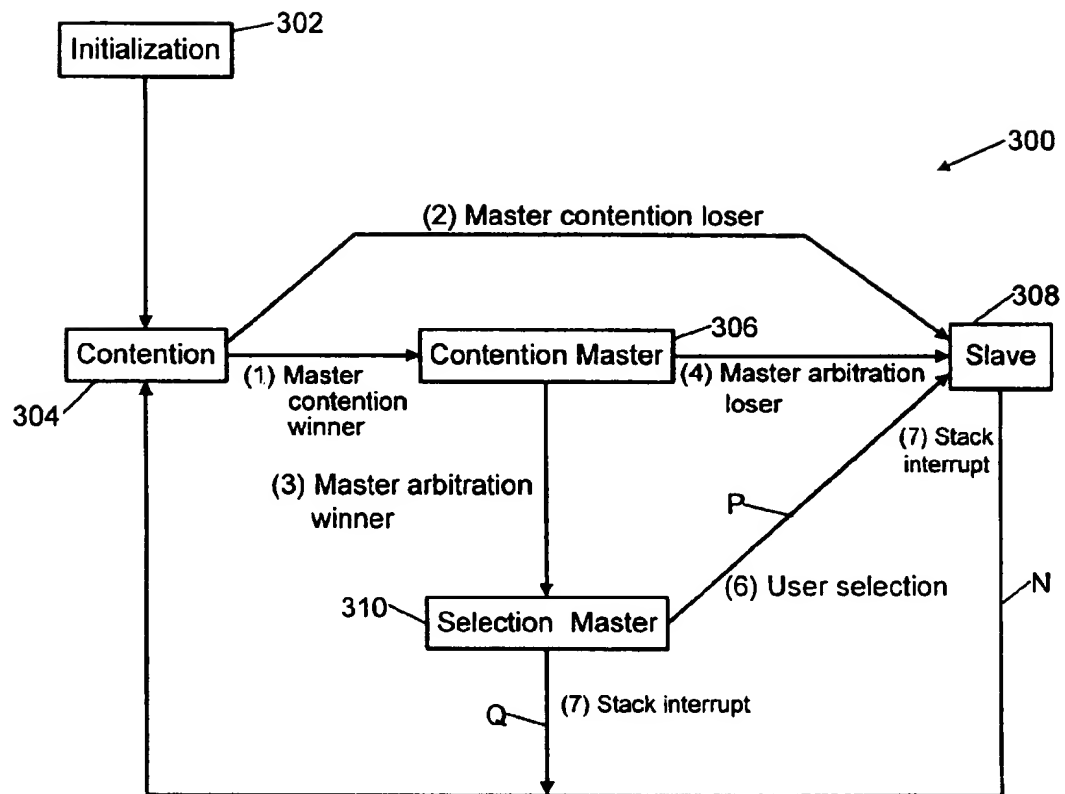 302
Initialization
300
(2) Master contention loser
308
306
Contention
Contention Master
Slave
(1) Master
contention
winner
(4) Master arbitration
loser
304
(7) Stack
interrupt
(3) Master arbitration
winner
P
(6) User selection
N
310
Selection Master
Q
(7) Stack interrupt